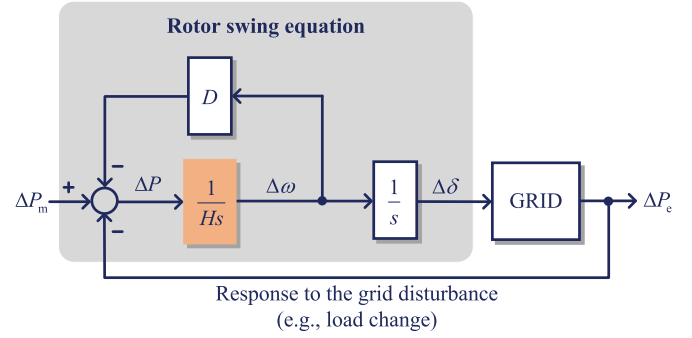 Rotor swing equation
D
−
+
ΔP
1
Hs
Δω
1
s
Δδ
GRID
ΔPₘ
ΔPₑ
−
Response to the grid disturbance
(e.g., load change)